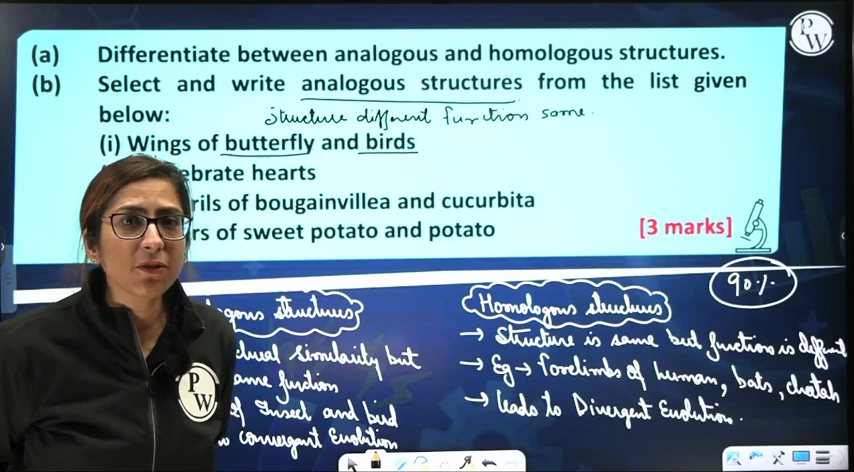 (a) Differentiate between analogous and homologous structures.
(b) Select and write analogous structures from the list given
below: structure different function same.
(i) Wings of butterfly and birds
ebrate hearts
rils of bougainvillea and cucurbita
rs of sweet potato and potato [3 marks]
P
W
90%
gous structures
ctural similarity but
ame function
of Insect and bird
convergent Evolution
Homologous structures
→ Structure is same but function is different
→ Eg → Forelimbs of human, bats, cheetah
→ leads to Divergent Evolution.
P
W